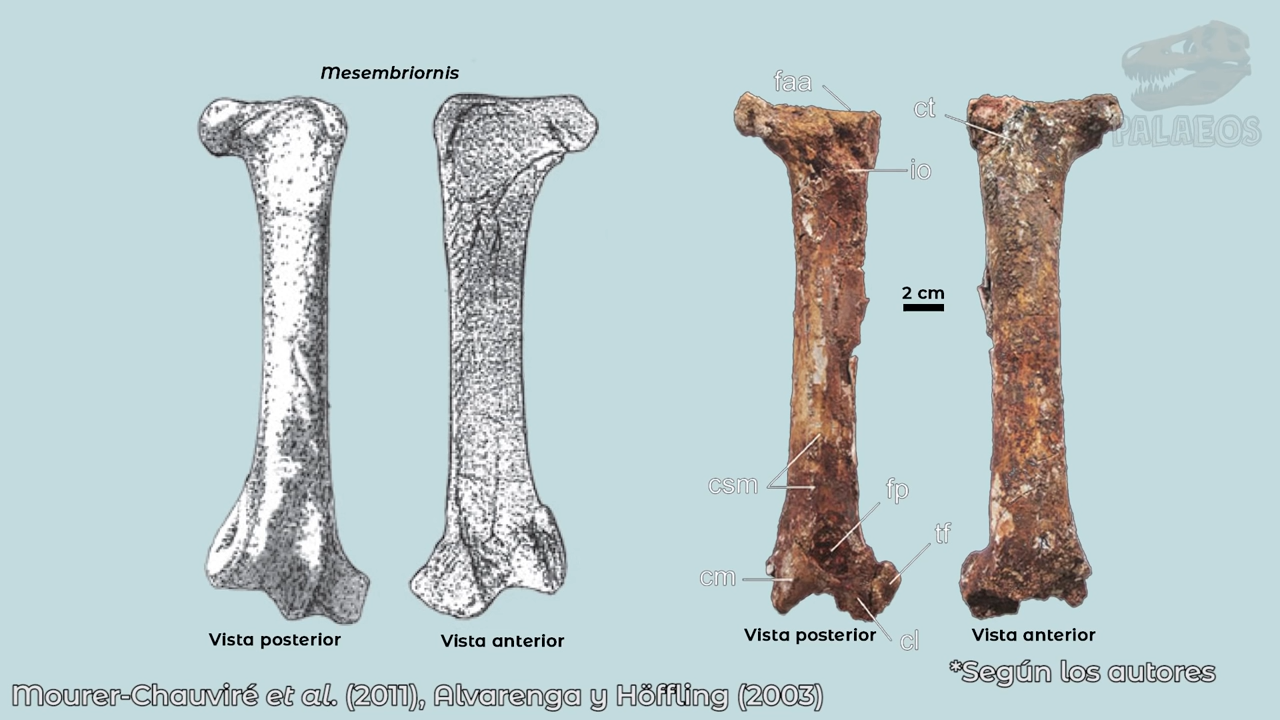 Mesembriornis
faa
ct
PALAEOS
io
2 cm
csm
fp
tf
cm
cl
Vista posterior
Vista anterior
Vista posterior
Vista anterior
*Según los autores
Mourer-Chauviré et al. (2011), Alvarenga y Höffling (2003)